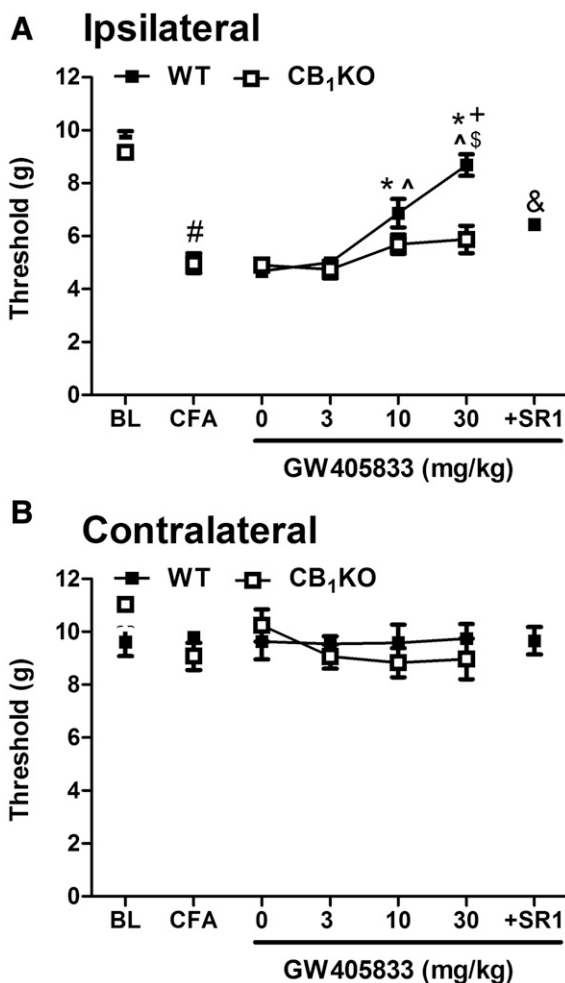 A Ipsilateral
WT CB₁KO
12
10
8
6
4
2
0
Threshold (g)
#
* ^
* +
^ $
&
BL CFA 0 3 10 30 +SR1
GW405833 (mg/kg)
B Contralateral
WT CB₁KO
12
10
8
6
4
2
0
Threshold (g)
BL CFA 0 3 10 30 +SR1
GW405833 (mg/kg)